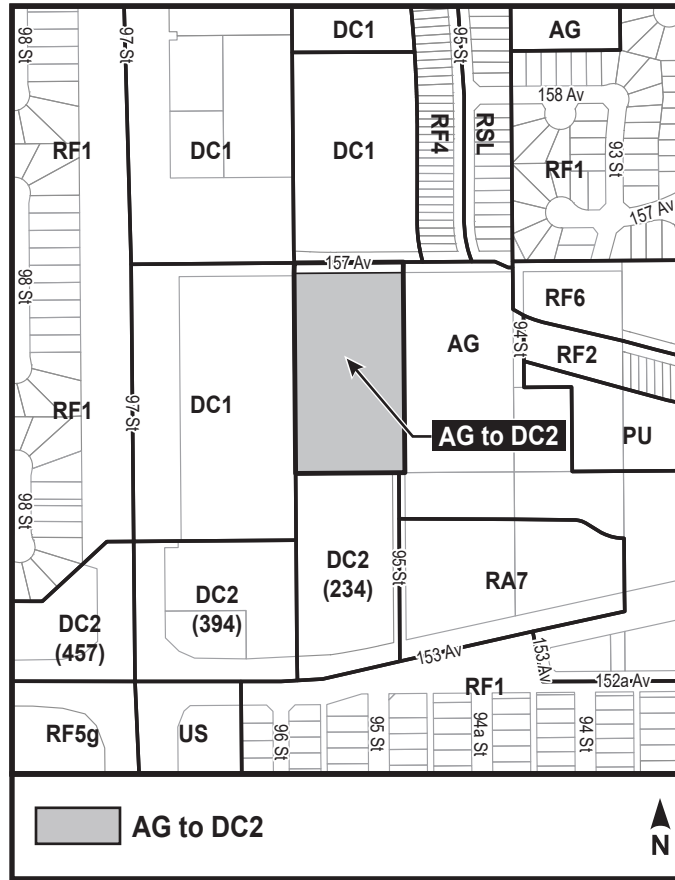 98 St
97 St
DC1
95 St
AG
158 Av
RF1
DC1
DC1
RF4
RSL
RF1
93 St
157 Av
157 Av
98 St
RF6
AG
94 St
RF2
RF1
97 St
DC1
AG to DC2
PU
98 St
DC2
(234)
95 St
RA7
DC2
(394)
DC2
(457)
153 Av
153 Av
152a Av
RF1
RF5g
US
96 St
95 St
94a St
94 St
AG to DC2
N